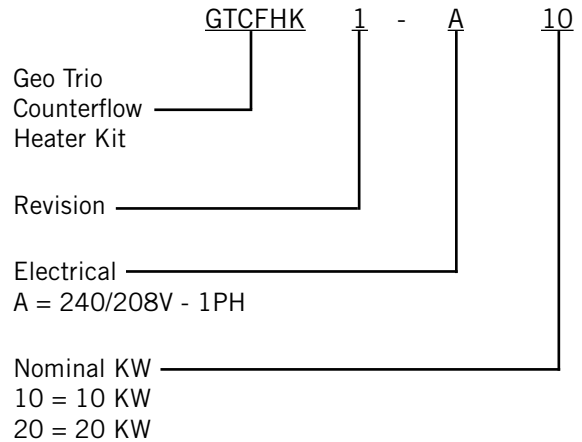 GTCFHK 1 - A 10
Geo Trio
Counterflow
Heater Kit
Revision
Electrical
A = 240/208V - 1PH
Nominal KW
10 = 10 KW
20 = 20 KW